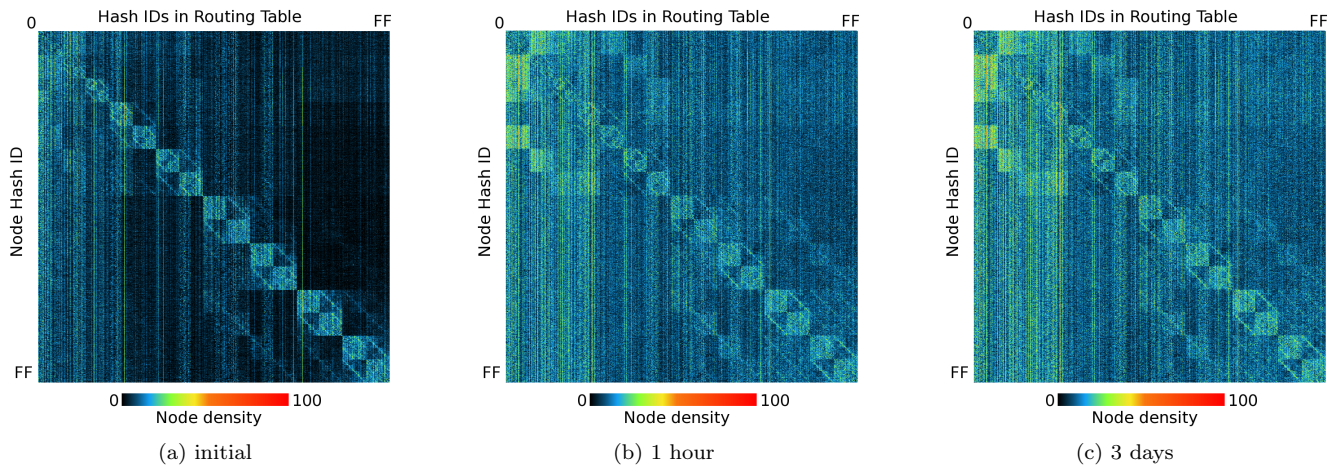 Hash IDs in Routing Table
0
FF
Node Hash ID
FF
0
100
Node density
(a) initial
Hash IDs in Routing Table
0
FF
Node Hash ID
FF
0
100
Node density
(b) 1 hour
Hash IDs in Routing Table
0
FF
Node Hash ID
FF
0
100
Node density
(c) 3 days